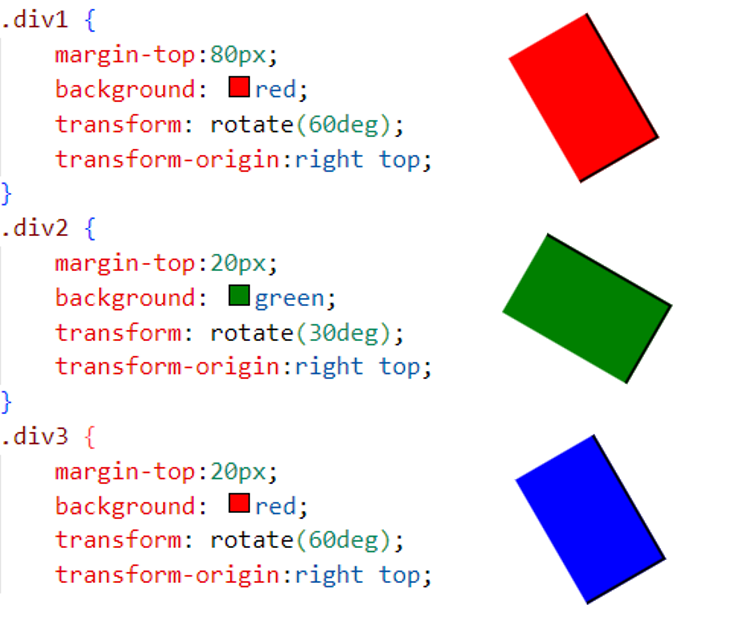 .div1 {
margin-top:80px;
background: red;
transform: rotate(60deg);
transform-origin:right top;
}
.div2 {
margin-top:20px;
background: green;
transform: rotate(30deg);
transform-origin:right top;
}
.div3 {
margin-top:20px;
background: red;
transform: rotate(60deg);
transform-origin:right top;